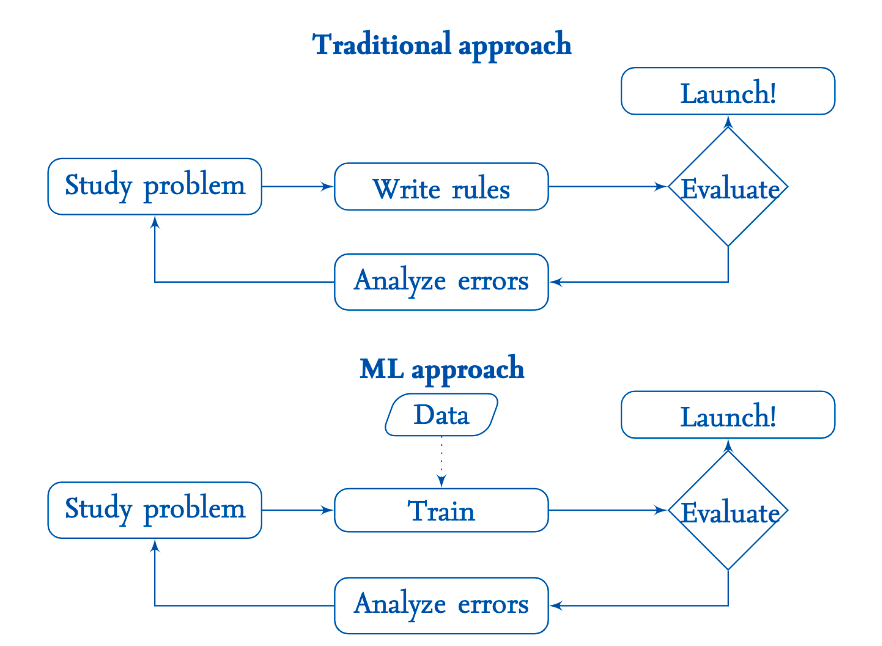 Traditional approach
Launch!
Study problem
Write rules
Evaluate
Analyze errors
ML approach
Data
Launch!
Study problem
Train
Evaluate
Analyze errors